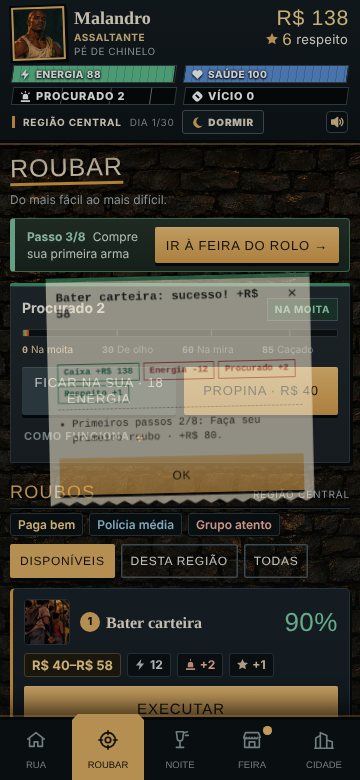 Malandro
ASSALTANTE
PÉ DE CHINELO
R$ 138
6 respeito
ENERGIA 88
SAÚDE 100
PROCURADO 2
VÍCIO 0
REGIÃO CENTRAL DIA 1/30
DORMIR
ROUBAR
Do mais fácil ao mais difícil.
Passo 3/8 Compre
sua primeira arma
IR À FEIRA DO ROLO →
Bater carteira: sucesso! +R$
58
×
Procurado 2
NA MOITA
0 Na moita
30 De olho
60 Na mira
85 Caçado
Caixa +R$ 138
Energia -12
Procurado +2
Respeito +1
FICAR NA SUA · 18
ENERGIA
PROPINA · R$ 40
• Primeiros passos 2/8: Faça seu
primeiro roubo · +R$ 80.
COMO FUNCIONA
OK
ROUBOS
REGIÃO CENTRAL
Paga bem
Polícia média
Grupo atento
DISPONÍVEIS
DESTA REGIÃO
TODAS
1 Bater carteira
90%
R$ 40–R$ 58
12
+2
+1
EXECUTAR
RUA
ROUBAR
NOITE
FEIRA
CIDADE